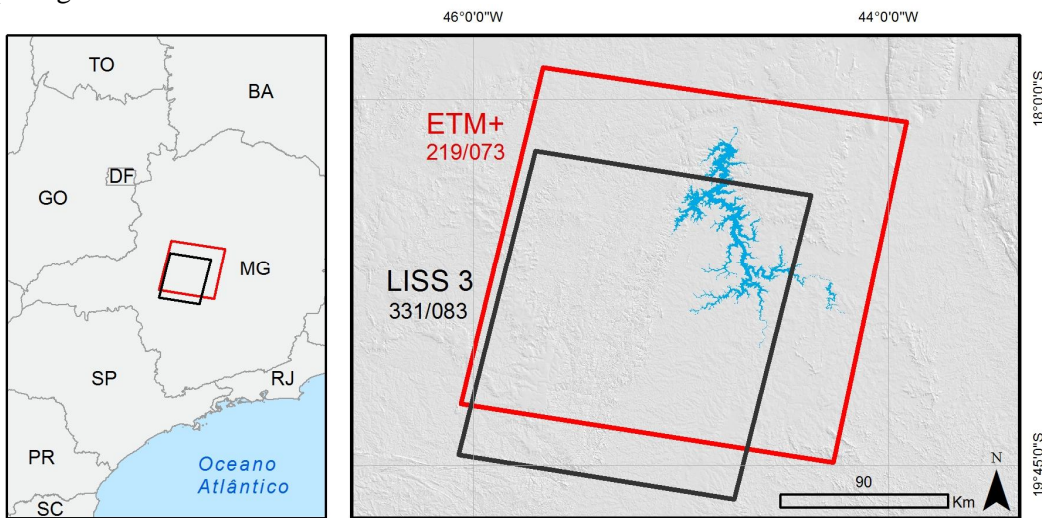 46°0'0"W
44°0'0"W
TO
BA
DF
GO
MG
SP
RJ
PR
SC
Oceano
Atlântico
ETM+
219/073
LISS 3
331/083
18°0'0"S
19°45'0"S
N
90
Km